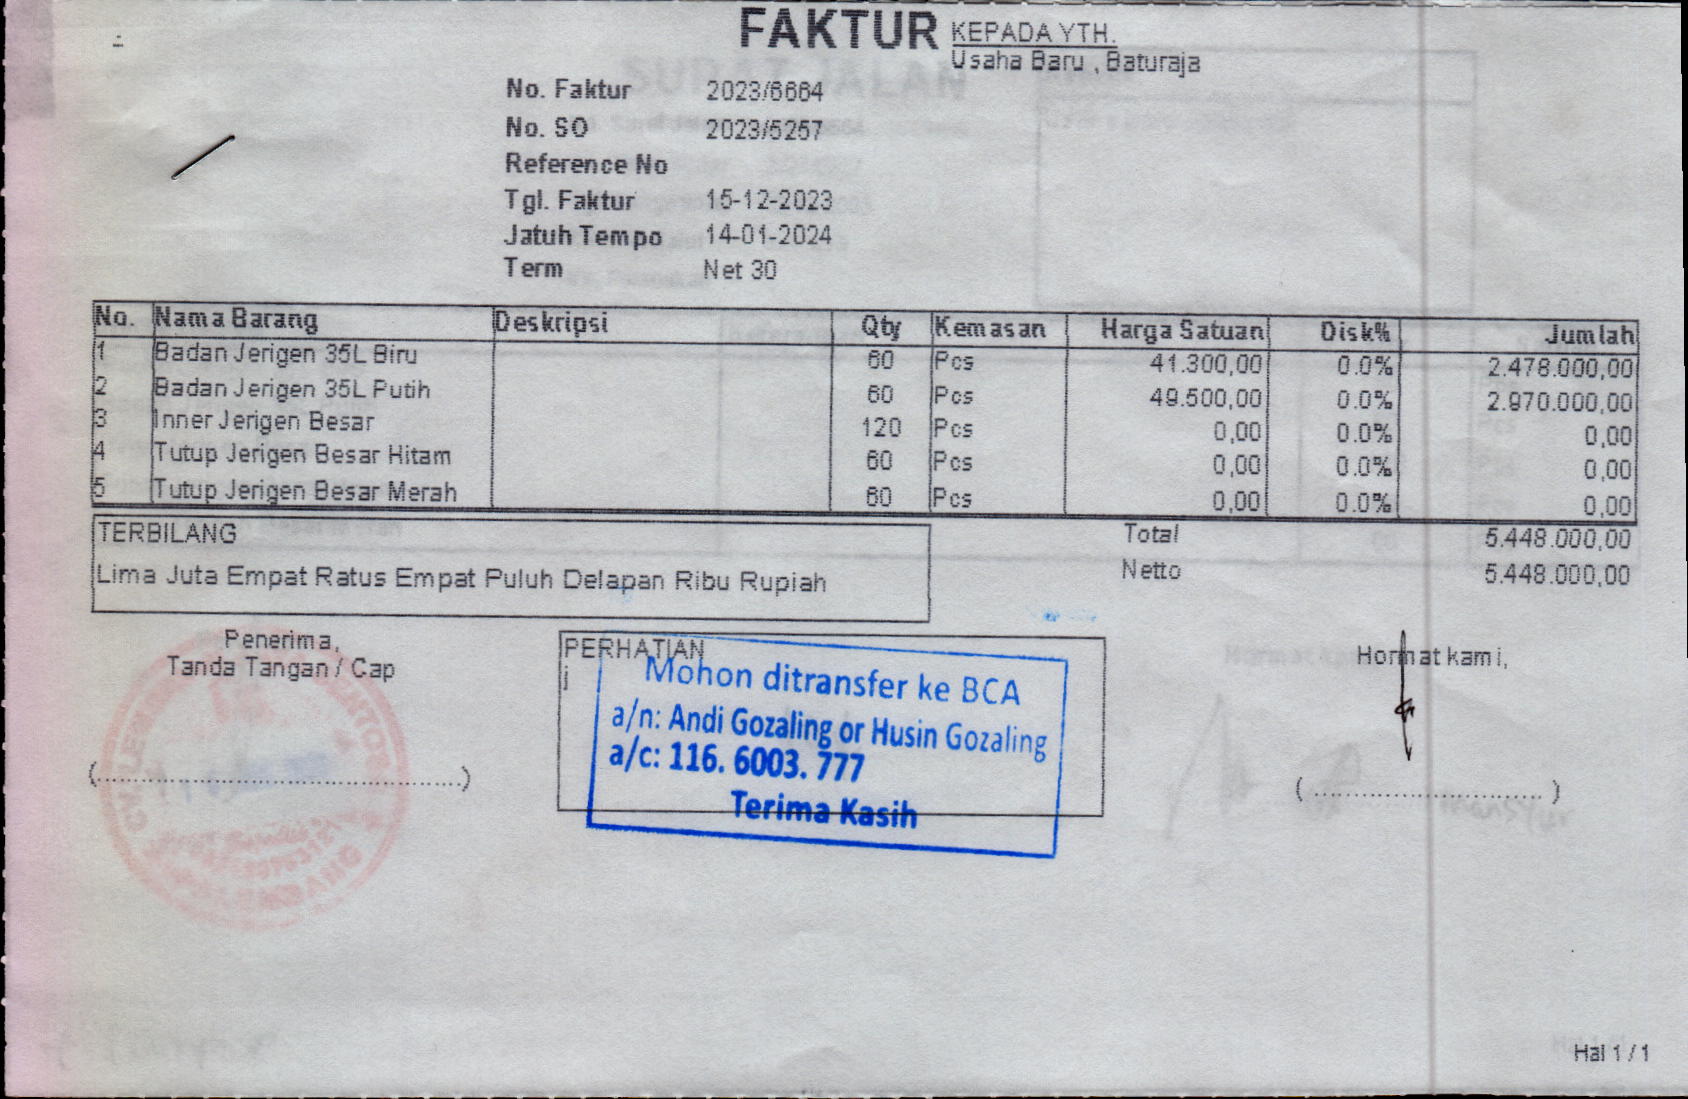 FAKTUR
KEPADA YTH.
Usaha Baru , Baturaja
No. Faktur 2023/6664
No. SO 2023/5257
Reference No
Tgl. Faktur 15-12-2023
Jatuh Tempo 14-01-2024
Term Net 30
No. Nama Barang Deskripsi Qty Kemasan Harga Satuan Disk% Jumlah
1 Badan Jerigen 35L Biru 60 Pcs 41.300,00 0.0% 2.478.000,00
2 Badan Jerigen 35L Putih 60 Pcs 49.500,00 0.0% 2.970.000,00
3 Inner Jerigen Besar 120 Pcs 0,00 0.0% 0,00
4 Tutup Jerigen Besar Hitam 60 Pcs 0,00 0.0% 0,00
5 Tutup Jerigen Besar Merah 60 Pcs 0,00 0.0% 0,00
TERBILANG
Lima Juta Empat Ratus Empat Puluh Delapan Ribu Rupiah
Total 5.448.000,00
Netto 5.448.000,00
Penerima,
Tanda Tangan / Cap
(........................................)
PERHATIAN
j
Mohon ditransfer ke BCA
a/n: Andi Gozaling or Husin Gozaling
a/c: 116. 6003. 777
Terima Kasih
Hormat kami,
(........................................)
Hal 1 / 1
SURAT JALAN